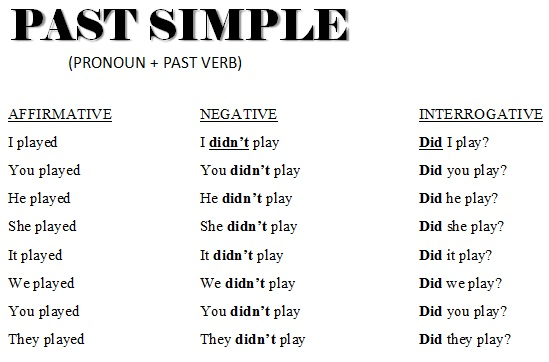 PAST SIMPLE
(PRONOUN + PAST VERB)
AFFIRMATIVE NEGATIVE INTERROGATIVE
I played I didn't play Did I play?
You played You didn't play Did you play?
He played He didn't play Did he play?
She played She didn't play Did she play?
It played It didn't play Did it play?
We played We didn't play Did we play?
You played You didn't play Did you play?
They played They didn't play Did they play?